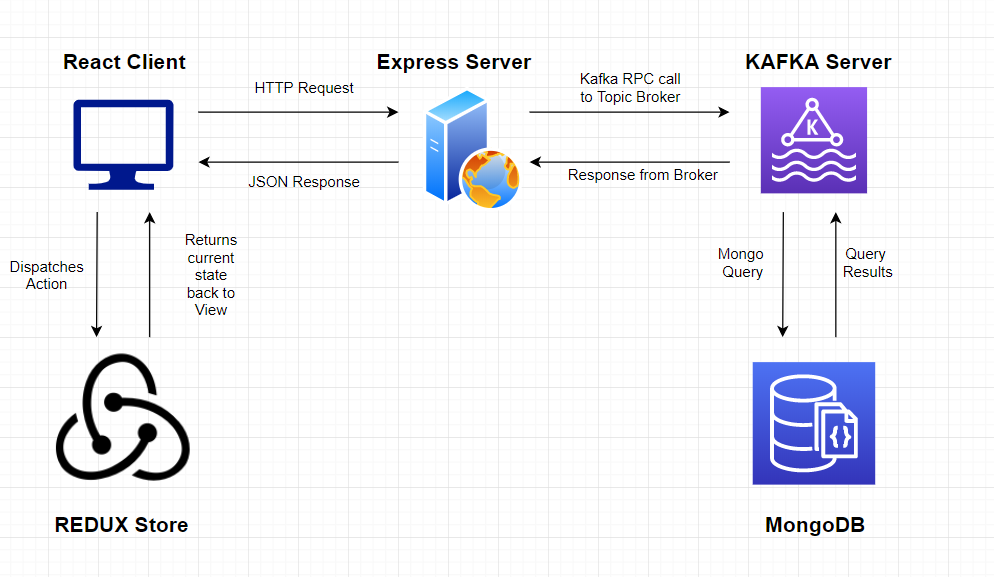 React Client
Express Server
KAFKA Server
HTTP Request
Kafka RPC call
to Topic Broker
K
JSON Response
Response from Broker
Dispatches
Action
Returns
current
state
back to
View
Mongo
Query
Query
Results
{}
REDUX Store
MongoDB